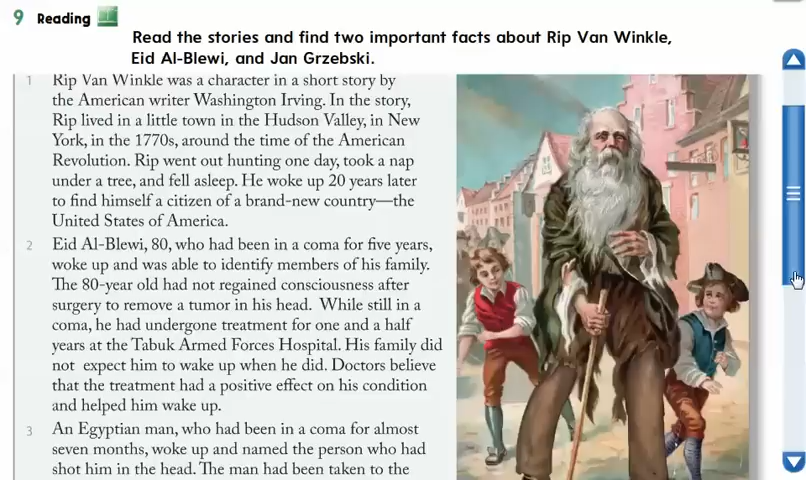 9 Reading
Read the stories and find two important facts about Rip Van Winkle,
Eid Al-Blewi, and Jan Grzebski.
1 Rip Van Winkle was a character in a short story by
the American writer Washington Irving. In the story,
Rip lived in a little town in the Hudson Valley, in New
York, in the 1770s, around the time of the American
Revolution. Rip went out hunting one day, took a nap
under a tree, and fell asleep. He woke up 20 years later
to find himself a citizen of a brand-new country—the
United States of America.
2 Eid Al-Blewi, 80, who had been in a coma for five years,
woke up and was able to identify members of his family.
The 80-year old had not regained consciousness after
surgery to remove a tumor in his head. While still in a
coma, he had undergone treatment for one and a half
years at the Tabuk Armed Forces Hospital. His family did
not expect him to wake up when he did. Doctors believe
that the treatment had a positive effect on his condition
and helped him wake up.
3 An Egyptian man, who had been in a coma for almost
seven months, woke up and named the person who had
shot him in the head. The man had been taken to the